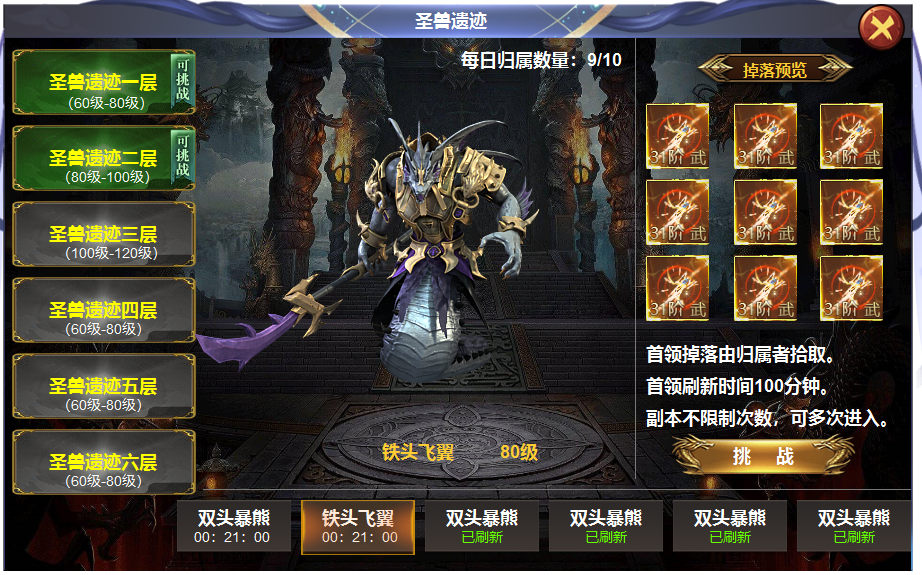 圣兽遗迹
圣兽遗迹一层
(60级-80级)
可挑战
圣兽遗迹二层
(80级-100级)
可挑战
圣兽遗迹三层
(100级-120级)
圣兽遗迹四层
(60级-80级)
圣兽遗迹五层
(60级-80级)
圣兽遗迹六层
(60级-80级)
每日归属数量：9/10
铁头飞翼 80级
掉落预览
31阶 武
31阶 武
31阶 武
31阶 武
31阶 武
31阶 武
31阶 武
31阶 武
31阶 武
首领掉落由归属者拾取。
首领刷新时间100分钟。
副本不限制次数，可多次进入。
挑 战
双头暴熊
00：21：00
铁头飞翼
00：21：00
双头暴熊
已刷新
双头暴熊
已刷新
双头暴熊
已刷新
双头暴熊
已刷新